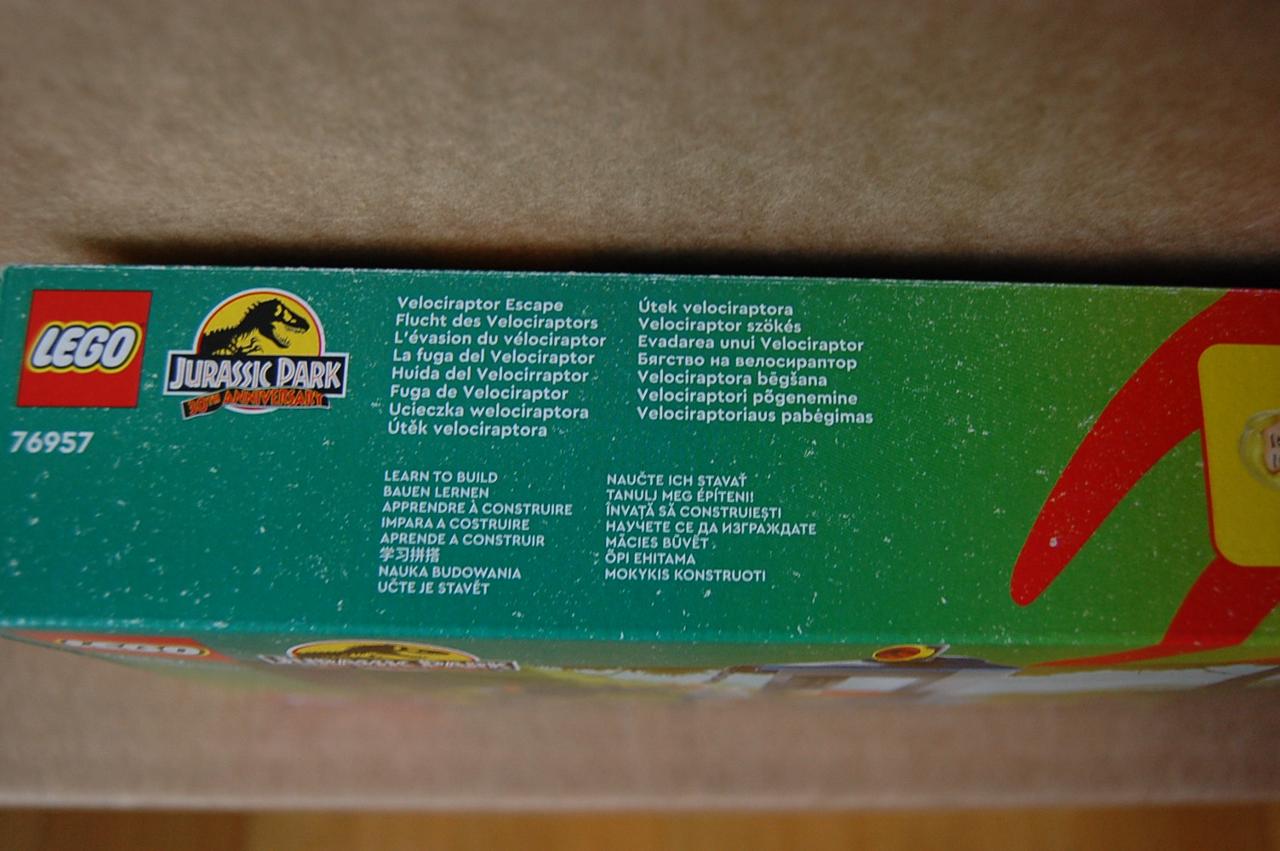 LEGO
JURASSIC PARK
30TH ANNIVERSARY
76957
Velociraptor Escape
Flucht des Velociraptors
L'évasion du vélociraptor
La fuga del Velociraptor
Huida del Velocirraptor
Fuga de Velociraptor
Ucieczka welociraptora
Útěk velociraptora
Útek velociraptora
Velociraptor szökés
Evadarea unui Velociraptor
Бягство на велосираптор
Velociraptora bēgšana
Velociraptori põgenemine
Velociraptoriaus pabėgimas
LEARN TO BUILD
BAUEN LERNEN
APPRENDRE À CONSTRUIRE
IMPARA A COSTRUIRE
APRENDE A CONSTRUIR
学习拼搭
NAUKA BUDOWANIA
UČTE JE STAVĚT
NAUČTE ICH STAVAŤ
TANULJ MEG ÉPÍTENI!
ÎNVAȚĂ SĂ CONSTRUIEȘTI
НАУЧЕТЕ СЕ ДА ИЗГРАЖДАТЕ
MĀCIES BŪVĒT
ÕPI EHITAMA
MOKYKIS KONSTRUOTI
LEGO
JURASSIC PARK